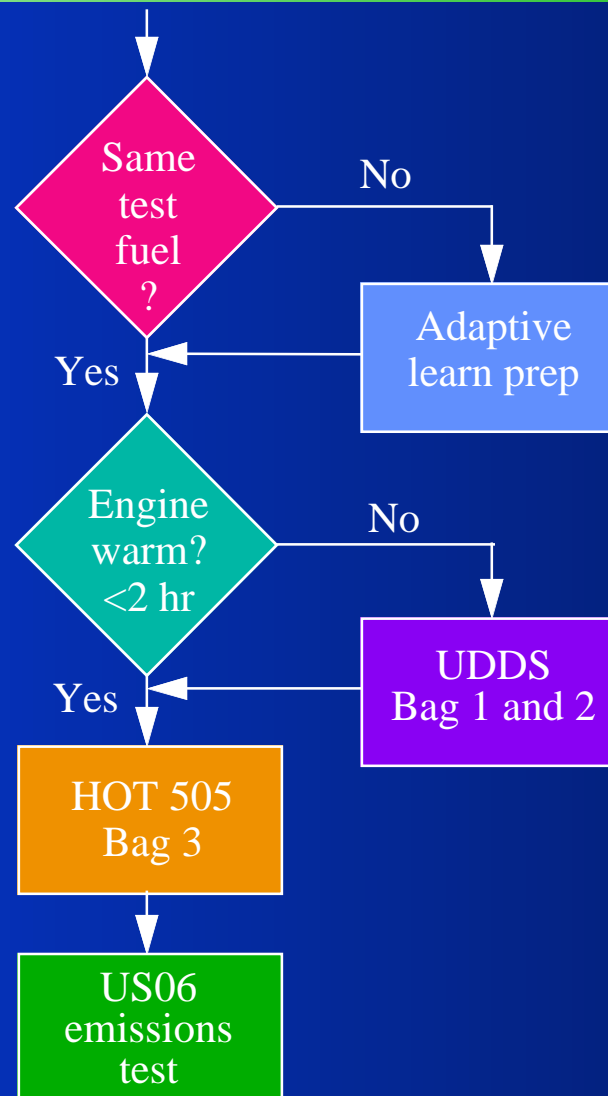 Same
test
fuel
?
No
Adaptive
learn prep
Yes
Engine
warm?
<2 hr
No
UDDS
Bag 1 and 2
Yes
HOT 505
Bag 3
US06
emissions
test